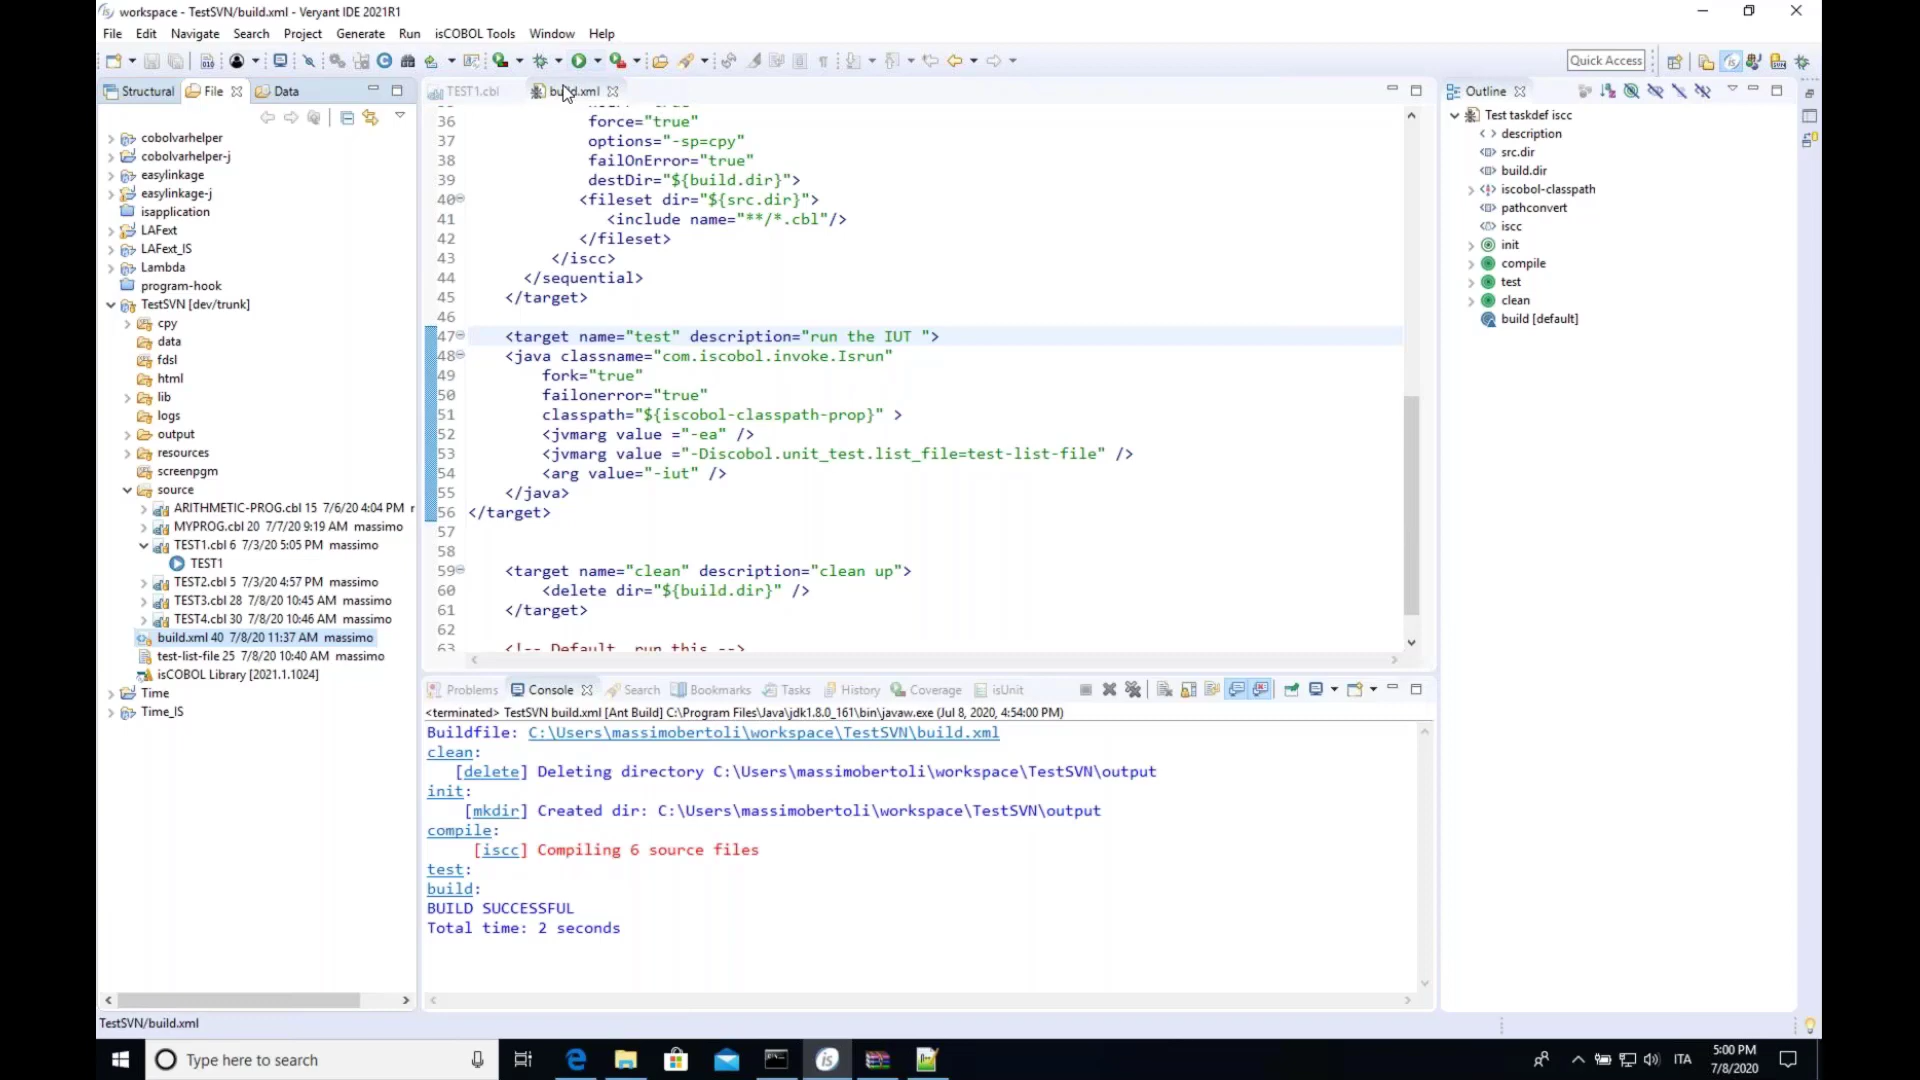 workspace - TestSVN/build.xml - Veryant IDE 2021R1
File Edit Navigate Search Project Generate Run isCOBOL Tools Window Help
Quick Access
Structural File Data
cobolvarhelper
cobolvarhelper-j
easylinkage
easylinkage-j
isapplication
LAFext
LAFext_IS
Lambda
program-hook
TestSVN [dev/trunk]
cpy
data
fdsl
html
lib
logs
output
resources
screenpgm
source
ARITHMETIC-PROG.cbl 15 7/6/20 4:04 PM
MYPROG.cbl 20 7/7/20 9:19 AM massimo
TEST1.cbl 6 7/3/20 5:05 PM massimo
TEST1
TEST2.cbl 5 7/3/20 4:57 PM massimo
TEST3.cbl 28 7/8/20 10:45 AM massimo
TEST4.cbl 30 7/8/20 10:46 AM massimo
build.xml 40 7/8/20 11:37 AM massimo
test-list-file 25 7/8/20 10:40 AM massimo
isCOBOL Library [2021.1.1024]
Time
Time_IS
TEST1.cbl build.xml
36 force="true"
37 options="-sp=cpy"
38 failOnError="true"
39 destDir="${build.dir}">
40 <fileset dir="${src.dir}">
41 <include name="**/*.cbl"/>
42 </fileset>
43 </iscc>
44 </sequential>
45 </target>
46
47 <target name="test" description="run the IUT ">
48 <java classname="com.iscobol.invoke.Isrun"
49 fork="true"
50 failonerror="true"
51 classpath="${iscobol-classpath-prop}" >
52 <jvmarg value ="-ea" />
53 <jvmarg value ="-Discobol.unit_test.list_file=test-list-file" />
54 <arg value="-iut" />
55 </java>
56 </target>
57
58
59 <target name="clean" description="clean up">
60 <delete dir="${build.dir}" />
61 </target>
62
63 <!-- Default run this -->
Outline
Test taskdef iscc
description
src.dir
build.dir
iscobol-classpath
pathconvert
iscc
init
compile
test
clean
build [default]
Problems Console Search Bookmarks Tasks History Coverage isUnit
<terminated> TestSVN build.xml [Ant Build] C:\Program Files\Java\jdk1.8.0_161\bin\javaw.exe (Jul 8, 2020, 4:54:00 PM)
Buildfile: C:\Users\massimobertoli\workspace\TestSVN\build.xml
clean:
[delete] Deleting directory C:\Users\massimobertoli\workspace\TestSVN\output
init:
[mkdir] Created dir: C:\Users\massimobertoli\workspace\TestSVN\output
compile:
[iscc] Compiling 6 source files
test:
build:
BUILD SUCCESSFUL
Total time: 2 seconds
TestSVN/build.xml
Type here to search
ITA
5:00 PM
7/8/2020